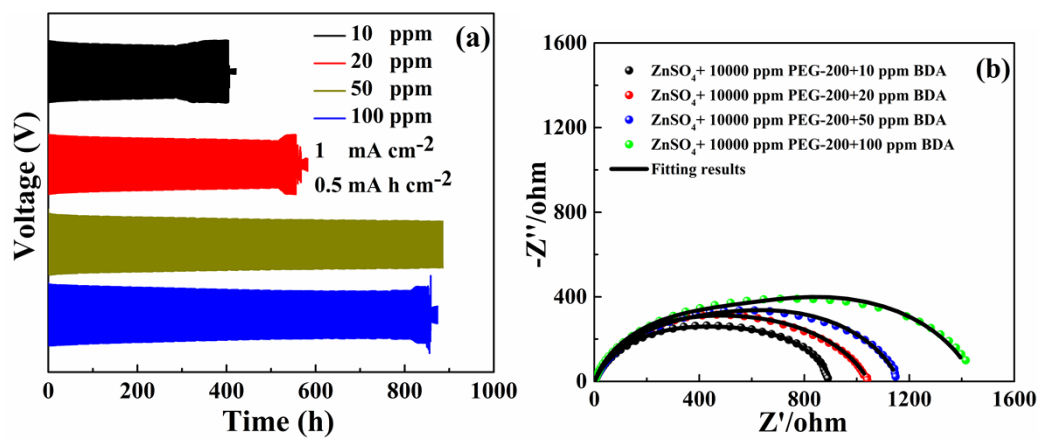 (a)
10 ppm
20 ppm
50 ppm
100 ppm
1 mA cm⁻²
0.5 mA h cm⁻²
Voltage (V)
0 200 400 600 800 1000
Time (h)
(b)
1600
1200
800
400
0
ZnSO₄+ 10000 ppm PEG-200+10 ppm BDA
ZnSO₄+ 10000 ppm PEG-200+20 ppm BDA
ZnSO₄+ 10000 ppm PEG-200+50 ppm BDA
ZnSO₄+ 10000 ppm PEG-200+100 ppm BDA
Fitting results
-Z''/ohm
0 400 800 1200 1600
Z'/ohm